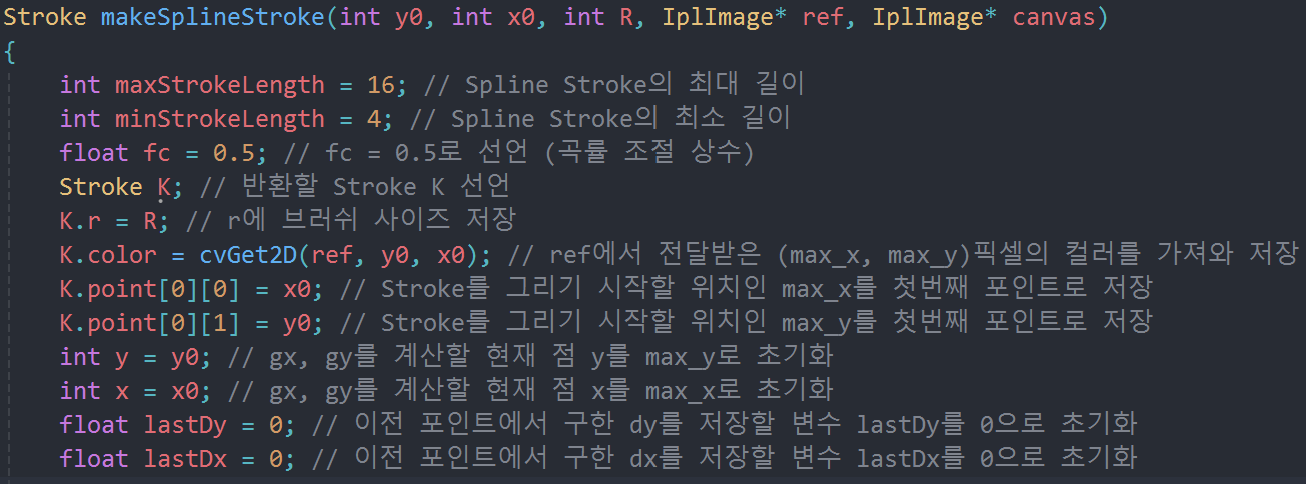 Stroke makeSplineStroke(int y0, int x0, int R, IplImage* ref, IplImage* canvas)
{
int maxStrokeLength = 16; // Spline Stroke의 최대 길이
int minStrokeLength = 4; // Spline Stroke의 최소 길이
float fc = 0.5; // fc = 0.5로 선언 (곡률 조절 상수)
Stroke K; // 반환할 Stroke K 선언
K.r = R; // r에 브러쉬 사이즈 저장
K.color = cvGet2D(ref, y0, x0); // ref에서 전달받은 (max_x, max_y)픽셀의 컬러를 가져와 저장
K.point[0][0] = x0; // Stroke를 그리기 시작할 위치인 max_x를 첫번째 포인트로 저장
K.point[0][1] = y0; // Stroke를 그리기 시작할 위치인 max_y를 첫번째 포인트로 저장
int y = y0; // gx, gy를 계산할 현재 점 y를 max_y로 초기화
int x = x0; // gx, gy를 계산할 현재 점 x를 max_x로 초기화
float lastDy = 0; // 이전 포인트에서 구한 dy를 저장할 변수 lastDy를 0으로 초기화
float lastDx = 0; // 이전 포인트에서 구한 dx를 저장할 변수 lastDx를 0으로 초기화